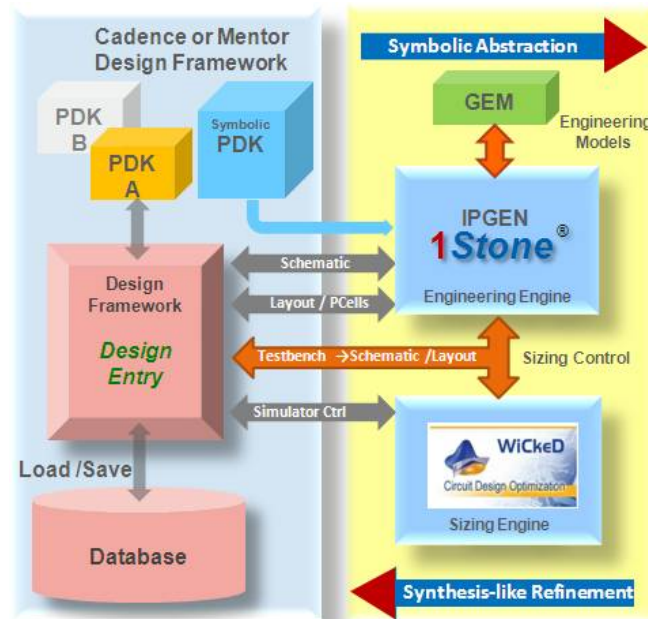 Cadence or Mentor
Design Framework
PDK
B
PDK
A
Symbolic
PDK
Design
Framework
Design
Entry
Load /Save
Database
Schematic
Layout / PCells
Testbench →Schematic /Layout
Simulator Ctrl
Symbolic Abstraction
GEM
Engineering
Models
IPGEN
1Stone®
Engineering Engine
Sizing Control
WiCkeD
Circuit Design Optimization
Sizing Engine
Synthesis-like Refinement